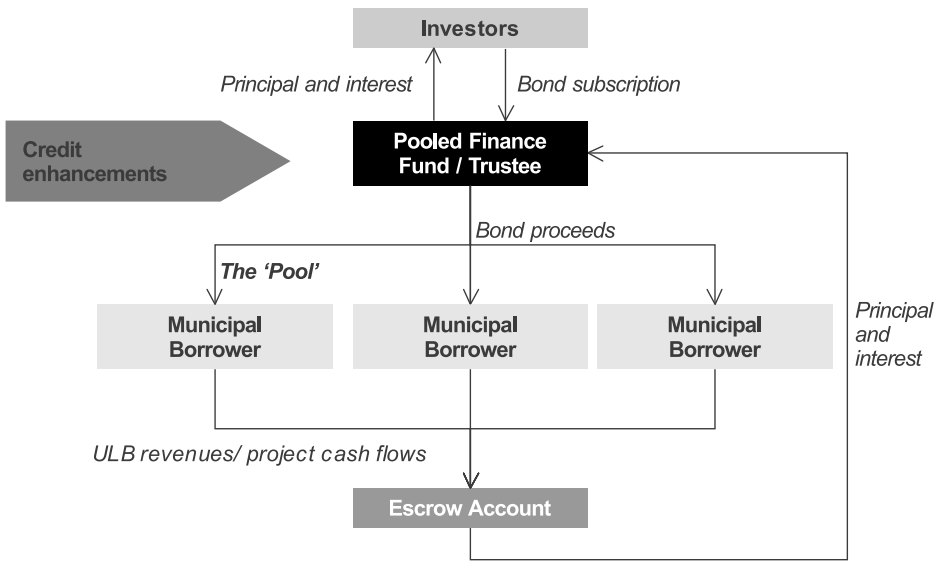 Investors
Principal and interest
Bond subscription
Credit
enhancements
Pooled Finance
Fund / Trustee
Bond proceeds
The ‘Pool’
Municipal
Borrower
Municipal
Borrower
Municipal
Borrower
Principal
and
interest
ULB revenues/ project cash flows
Escrow Account